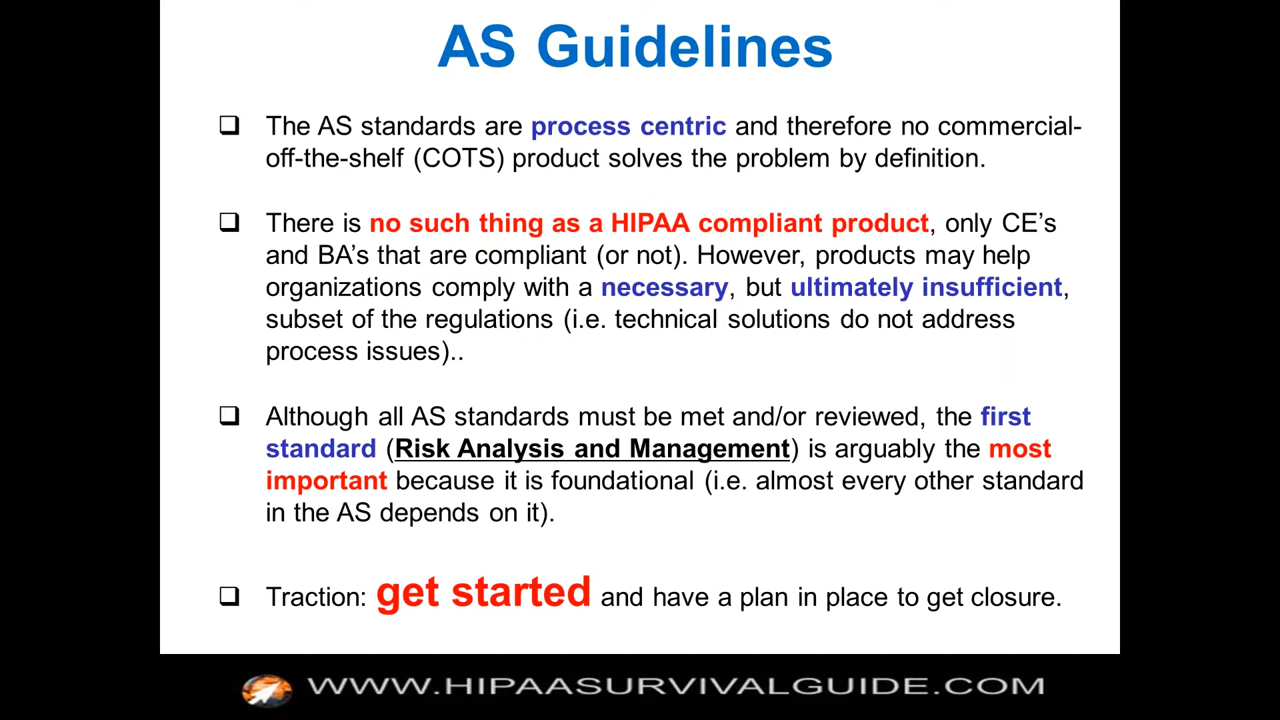 AS Guidelines
❑ The AS standards are process centric and therefore no commercial-
off-the-shelf (COTS) product solves the problem by definition.
❑ There is no such thing as a HIPAA compliant product, only CE’s
and BA’s that are compliant (or not). However, products may help
organizations comply with a necessary, but ultimately insufficient,
subset of the regulations (i.e. technical solutions do not address
process issues)..
❑ Although all AS standards must be met and/or reviewed, the first
standard (Risk Analysis and Management) is arguably the most
important because it is foundational (i.e. almost every other standard
in the AS depends on it).
❑ Traction: get started and have a plan in place to get closure.
WWW.HIPAASURVIVALGUIDE.COM